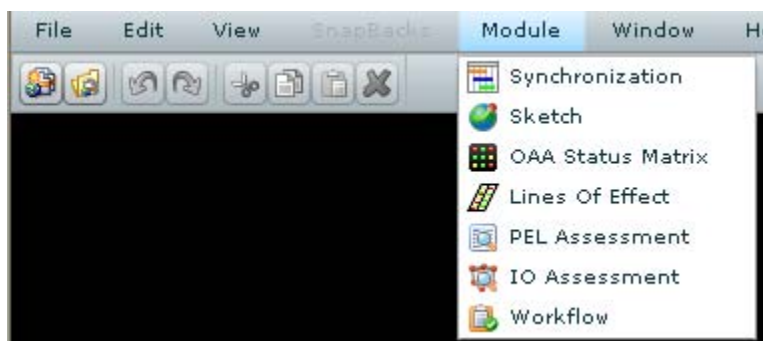 File Edit View SnapBacks Module Window
Synchronization
Sketch
OAA Status Matrix
Lines Of Effect
PEL Assessment
IO Assessment
Workflow